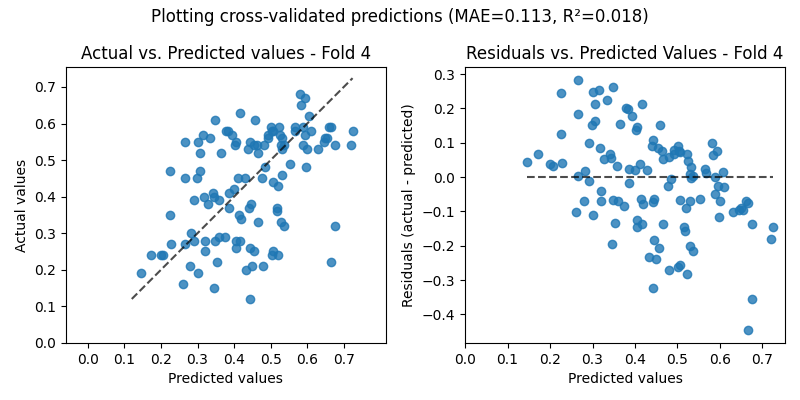 Plotting cross-validated predictions (MAE=0.113, R²=0.018)
Actual vs. Predicted values - Fold 4
Actual values
0.7
0.6
0.5
0.4
0.3
0.2
0.1
0.0
0.0 0.1 0.2 0.3 0.4 0.5 0.6 0.7
Predicted values
Residuals vs. Predicted Values - Fold 4
Residuals (actual - predicted)
0.3
0.2
0.1
0.0
−0.1
−0.2
−0.3
−0.4
0.0 0.1 0.2 0.3 0.4 0.5 0.6 0.7
Predicted values